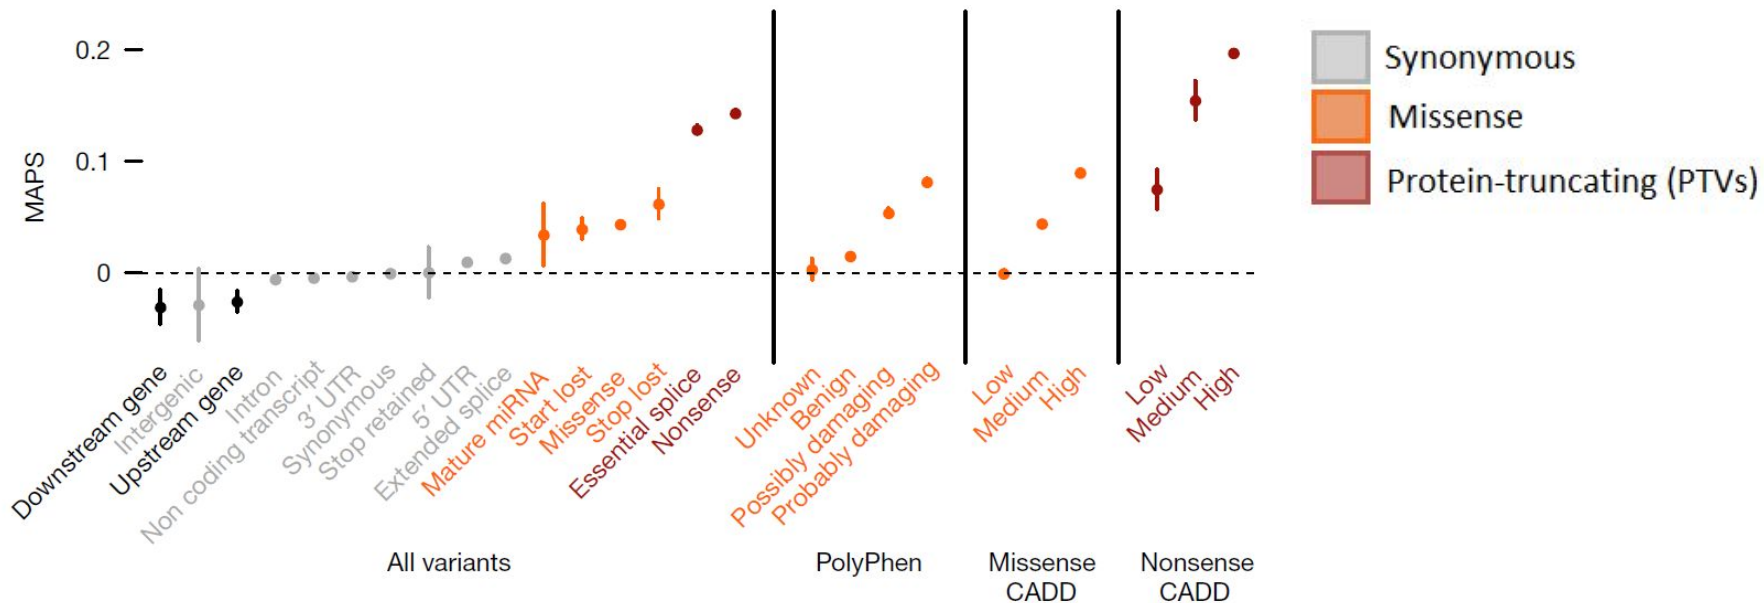 MAPS
0.2
0.1
0
Downstream gene
Intergenic
Upstream gene
Intron
Non coding transcript
3′ UTR
Synonymous
Stop retained
5′ UTR
Extended splice
Mature miRNA
Start lost
Missense
Stop lost
Essential splice
Nonsense
All variants
Unknown
Benign
Possibly damaging
Probably damaging
PolyPhen
Low
Medium
High
Missense
CADD
Low
Medium
High
Nonsense
CADD
Synonymous
Missense
Protein-truncating (PTVs)